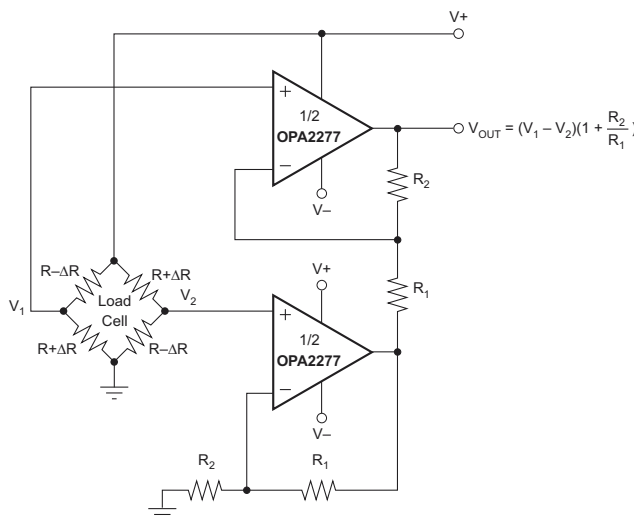 V+
1/2
OPA2277
+
−
V–
V_OUT = (V_1 – V_2)(1 + R_2/R_1)
R_2
R_1
V_1
R–ΔR
R+ΔR
V_2
Load
Cell
R+ΔR
R–ΔR
V+
1/2
OPA2277
+
−
V–
R_2
R_1